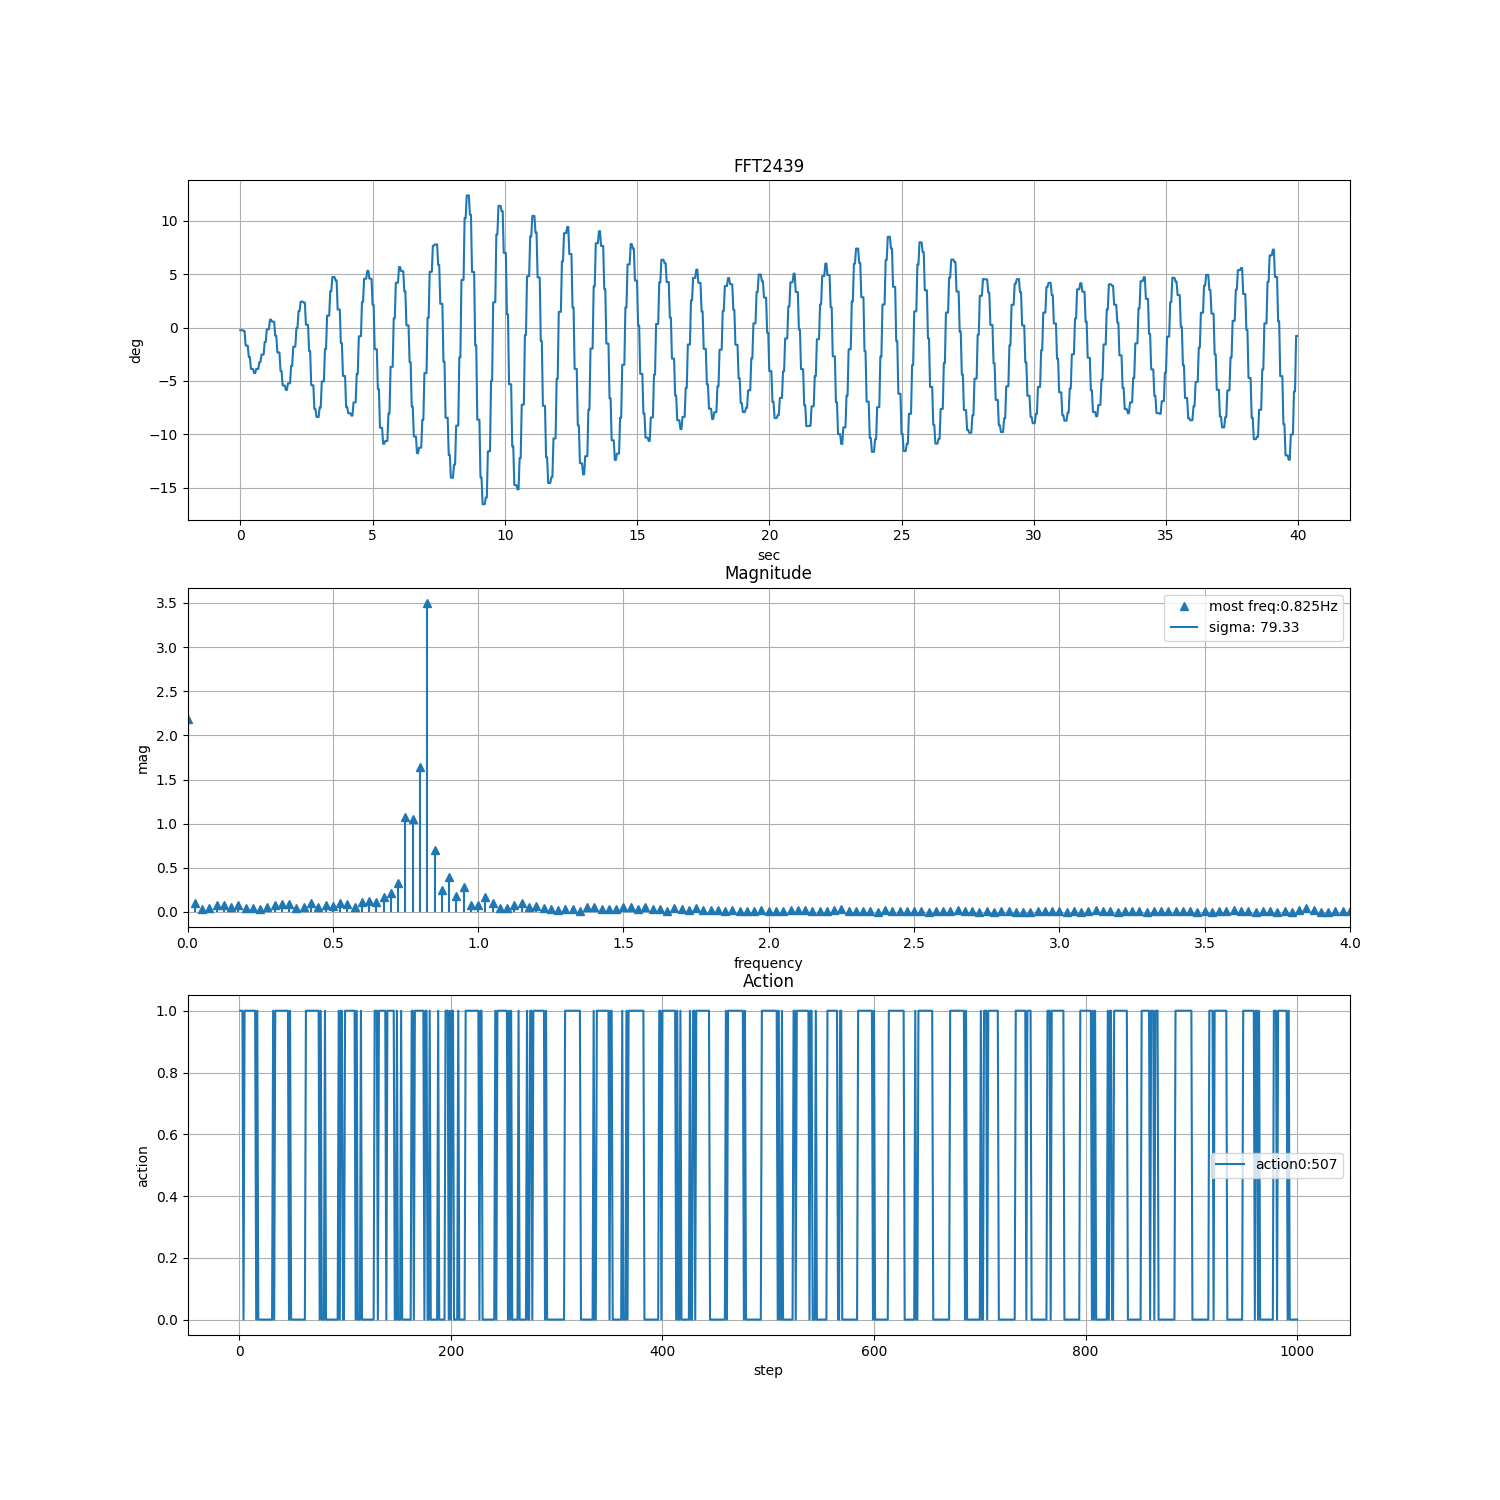 FFT2439
10
5
0
−5
−10
−15
deg
0 5 10 15 20 25 30 35 40
sec
Magnitude
3.5
3.0
2.5
2.0
1.5
1.0
0.5
0.0
mag
most freq:0.825Hz
sigma: 79.33
0.0 0.5 1.0 1.5 2.0 2.5 3.0 3.5 4.0
frequency
Action
1.0
0.8
0.6
0.4
0.2
0.0
action
action0:507
0 200 400 600 800 1000
step